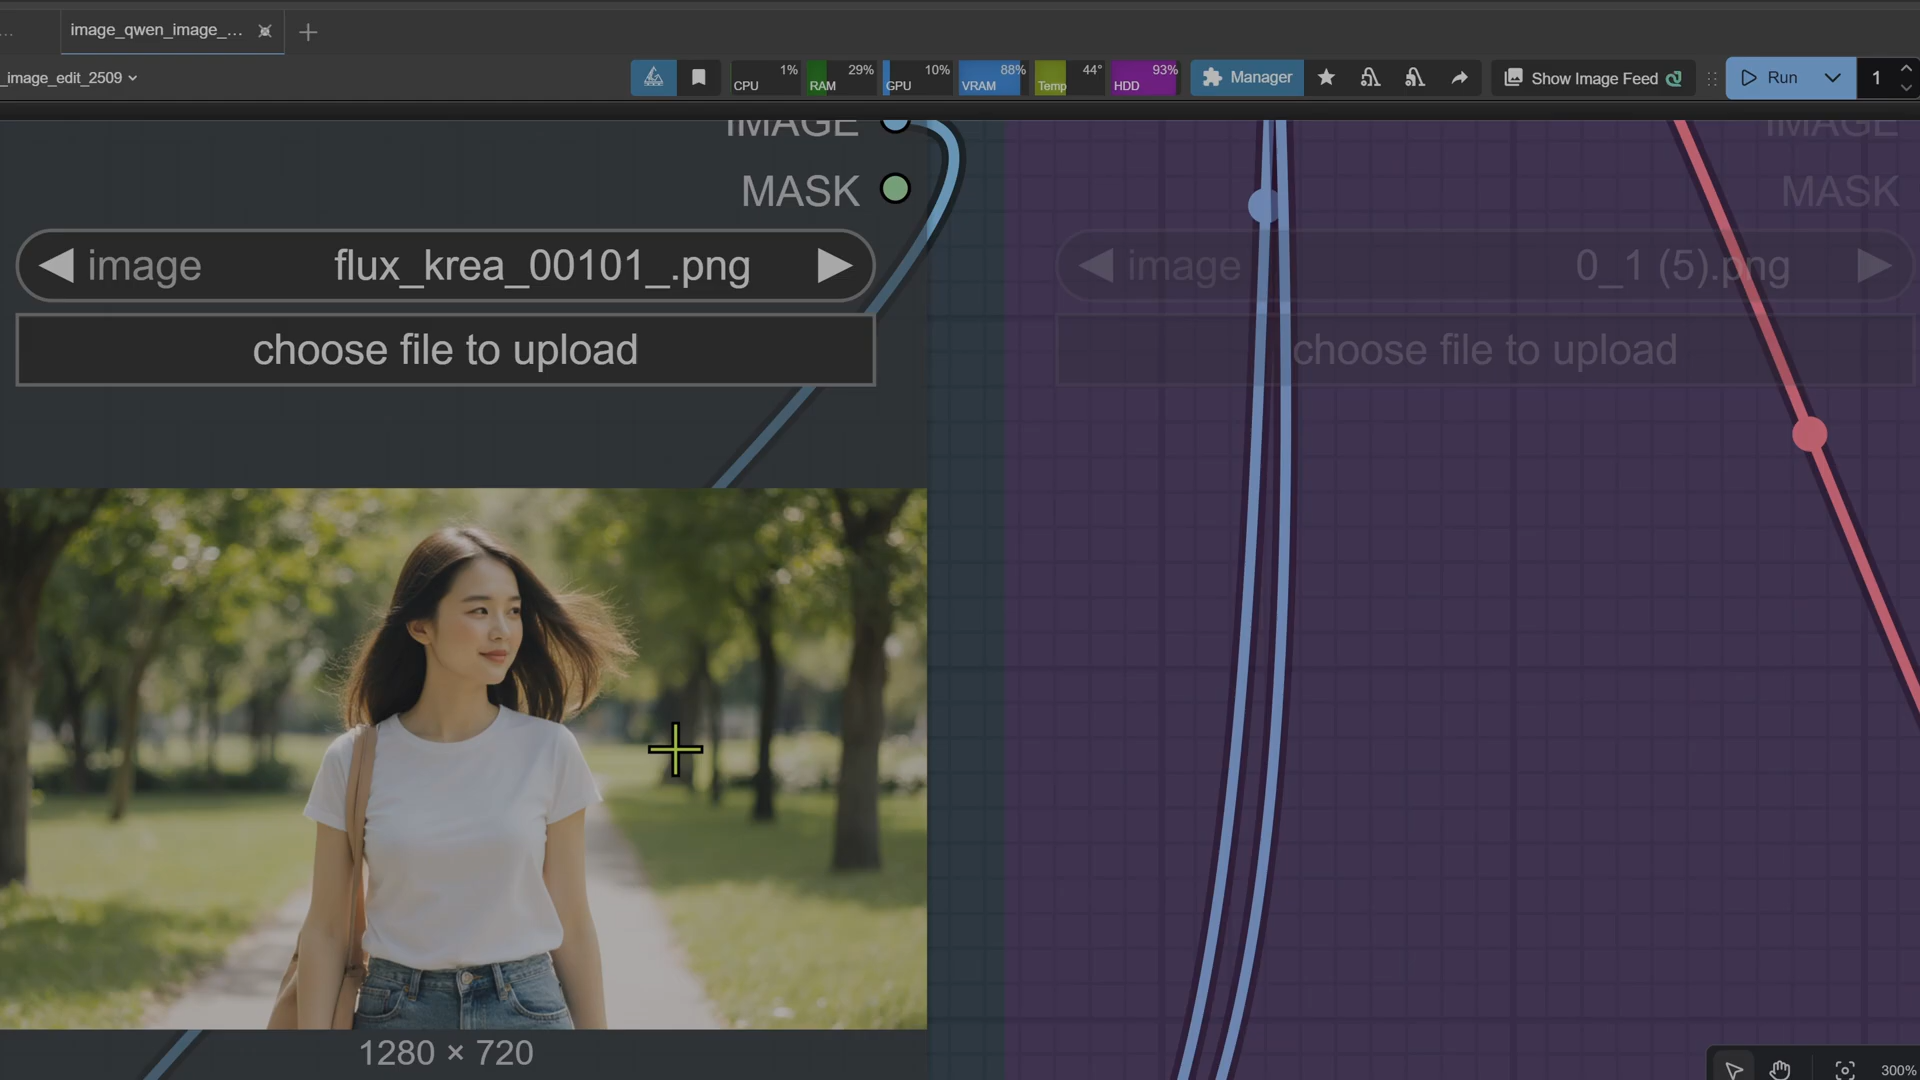 image_qwen_image_...
_image_edit_2509
CPU 1%
RAM 29%
GPU 10%
VRAM 88%
Temp 44°
HDD 93%
Manager
Show Image Feed
Run
1
IMAGE
MASK
image flux_krea_00101_.png
choose file to upload
1280 × 720
IMAGE
MASK
image 0_1 (5).png
choose file to upload
300%